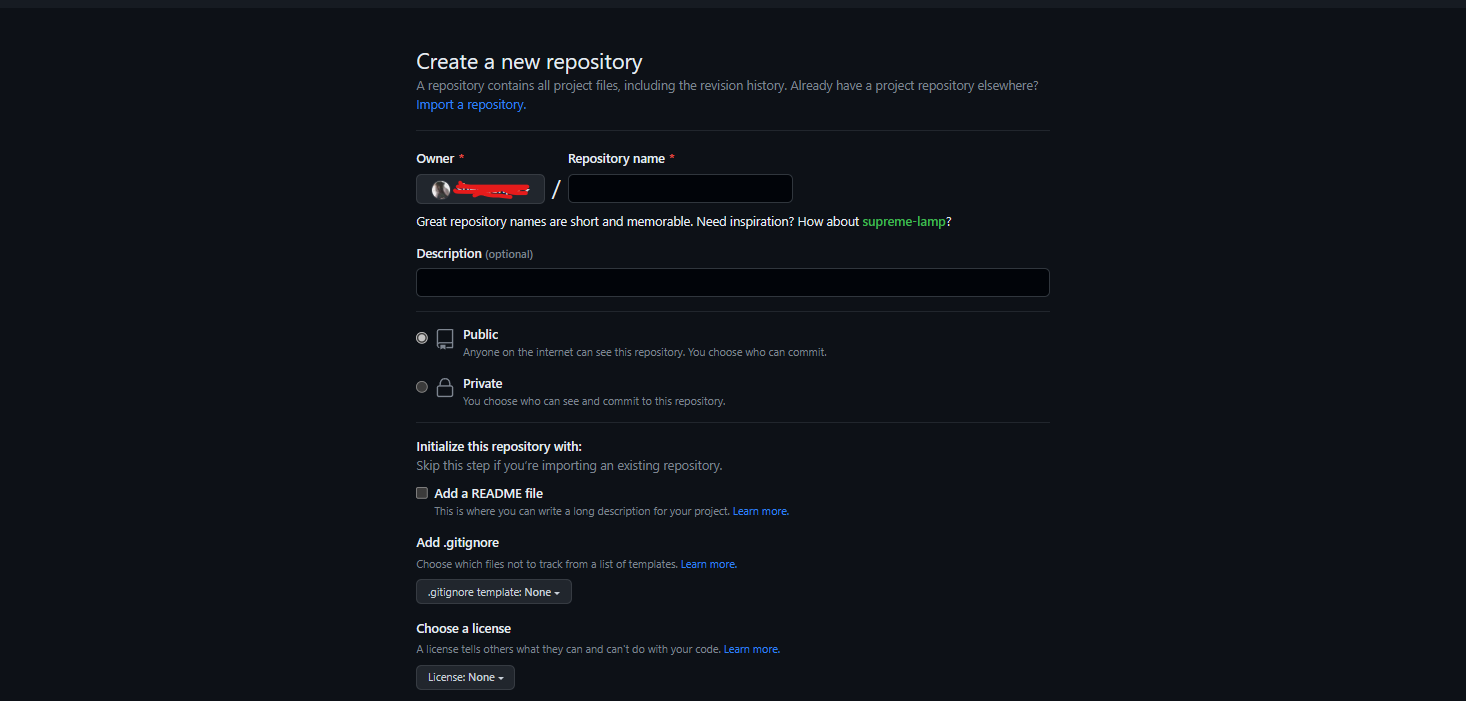 Create a new repository
A repository contains all project files, including the revision history. Already have a project repository elsewhere?
Import a repository.
Owner * Repository name *
/
Great repository names are short and memorable. Need inspiration? How about supreme-lamp?
Description (optional)
Public
Anyone on the internet can see this repository. You choose who can commit.
Private
You choose who can see and commit to this repository.
Initialize this repository with:
Skip this step if you're importing an existing repository.
Add a README file
This is where you can write a long description for your project. Learn more.
Add .gitignore
Choose which files not to track from a list of templates. Learn more.
.gitignore template: None
Choose a license
A license tells others what they can and can't do with your code. Learn more.
License: None